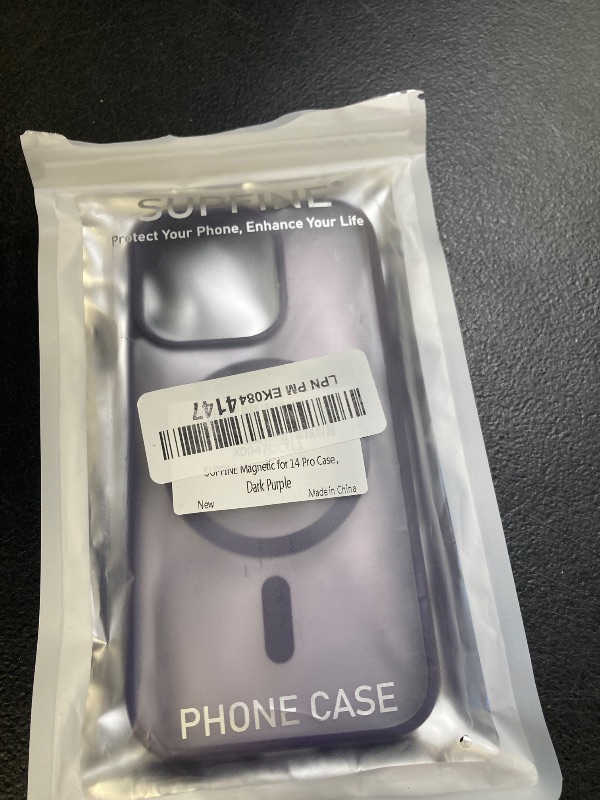 SUPFINE®
Protect Your Phone, Enhance Your Life
LPN PM EK0844147
SUPFINE Magnetic for 14 Pro Case,
Dark Purple
New
Made in China
PHONE CASE